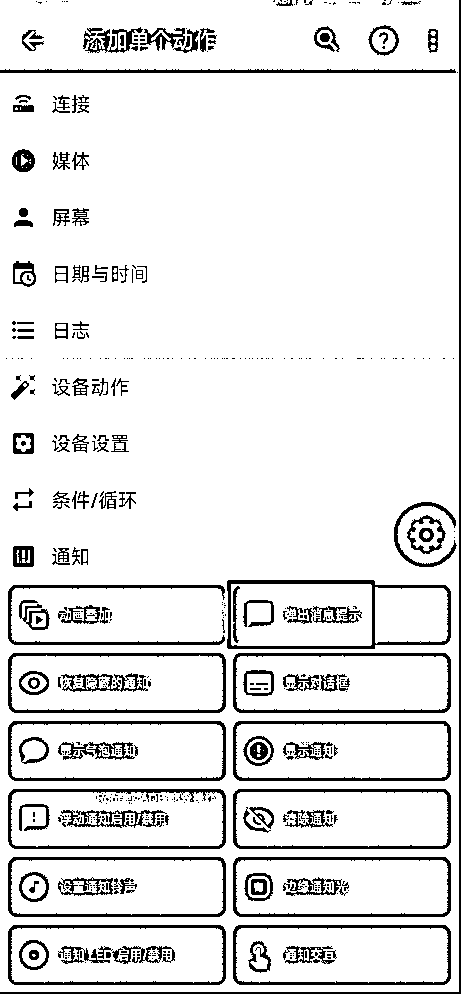 添加单个动作
连接
媒体
屏幕
日期与时间
日志
设备动作
设备设置
条件/循环
通知
动画叠加
弹出消息提示
恢复隐藏的通知
显示对话框
显示气泡通知
显示通知
浮动通知启用/禁用
清除通知
设置通知铃声
边缘通知光
通知 LED 启用/禁用
通知交互